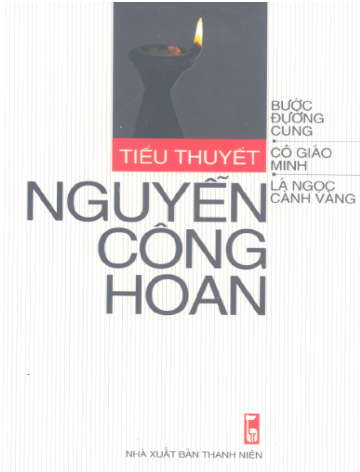 BƯỚC
ĐƯỜNG
CÙNG
CÔ GIÁO
MINH
LÁ NGỌC
CÀNH VÀNG
TIỂU THUYẾT
NGUYỄN
CÔNG
HOAN
NHÀ XUẤT BẢN THANH NIÊN